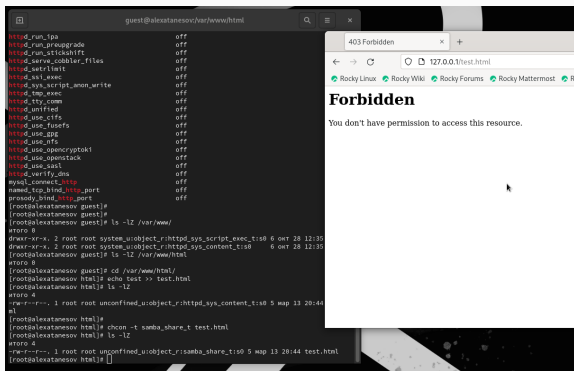 guest@alexatanesov:/var/www/html
httpd_run_ipa off
httpd_run_preupgrade off
httpd_run_stickshift off
httpd_serve_cobbler_files off
httpd_setrlimit off
httpd_ssi_exec off
httpd_sys_script_anon_write off
httpd_tmp_exec off
httpd_tty_comm off
httpd_unified off
httpd_use_cifs off
httpd_use_fusefs off
httpd_use_gpg off
httpd_use_nfs off
httpd_use_opencryptoki off
httpd_use_openstack off
httpd_use_sasl off
httpd_verify_dns off
mysql_connect_http off
named_tcp_bind_http_port off
prosody_bind_http_port off
[root@alexatanesov guest]#
[root@alexatanesov guest]#
[root@alexatanesov guest]# ls -lZ /var/www/
итого 0
drwxr-xr-x. 2 root root system_u:object_r:httpd_sys_script_exec_t:s0 6 окт 28 12:35
drwxr-xr-x. 2 root root system_u:object_r:httpd_sys_content_t:s0 6 окт 28 12:35
[root@alexatanesov guest]# ls -lZ /var/www/html
итого 0
[root@alexatanesov guest]# cd /var/www/html/
[root@alexatanesov html]# echo test >> test.html
[root@alexatanesov html]# ls -lZ
итого 4
-rw-r--r--. 1 root root unconfined_u:object_r:httpd_sys_content_t:s0 5 мар 13 20:44
ml
[root@alexatanesov html]#
[root@alexatanesov html]# chcon -t samba_share_t test.html
[root@alexatanesov html]# ls -lZ
итого 4
-rw-r--r--. 1 root root unconfined_u:object_r:samba_share_t:s0 5 мар 13 20:44 test.html
[root@alexatanesov html]#
403 Forbidden
127.0.0.1/test.html
Rocky Linux Rocky Wiki Rocky Forums Rocky Mattermost R
Forbidden
You don't have permission to access this resource.